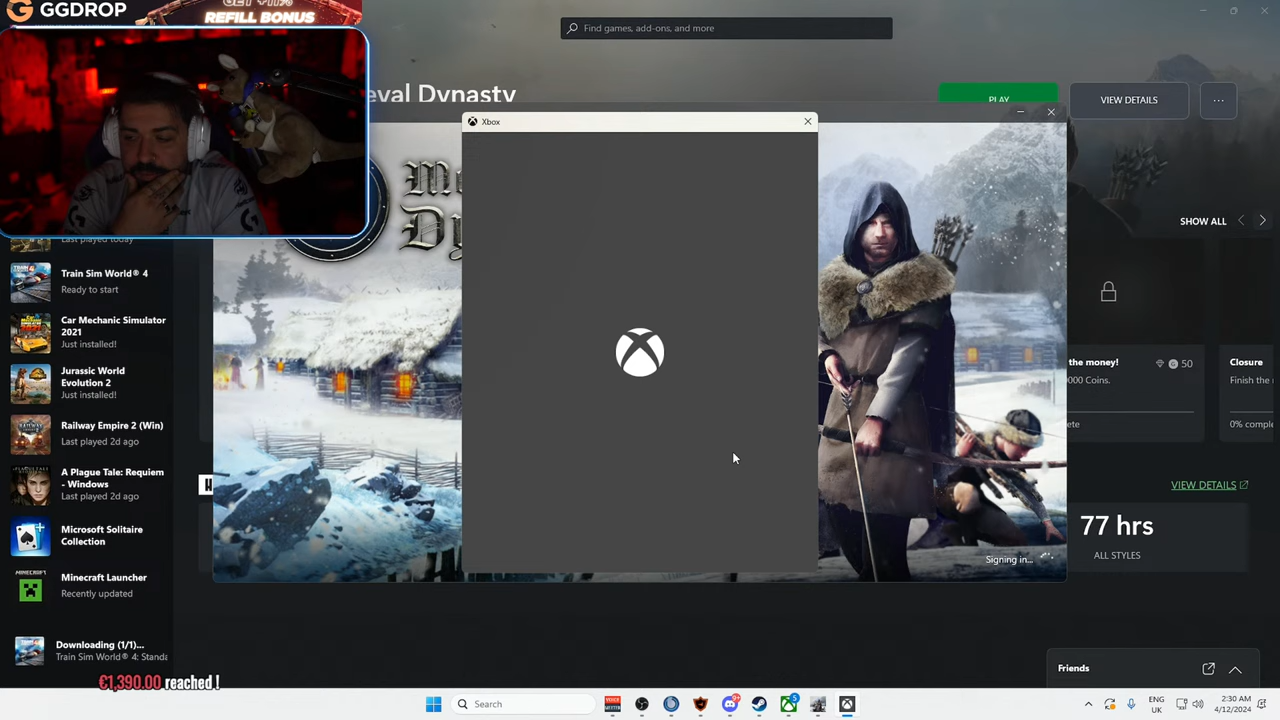 GGDROP
REFILL BONUS
Find games, add-ons, and more
eval Dynasty
PLAY
VIEW DETAILS
...
Xbox
SHOW ALL
Last played today
Train Sim World® 4
Ready to start
Car Mechanic Simulator
2021
Just installed!
Jurassic World
Evolution 2
Just installed!
Railway Empire 2 (Win)
Last played 2d ago
A Plague Tale: Requiem
- Windows
Last played 2d ago
Microsoft Solitaire
Collection
MINECRAFT
Minecraft Launcher
Recently updated
Downloading (1/1)...
Train Sim World® 4: Standa
€1,390.00 reached !
the money!
50
000 Coins.
ete
Closure
Finish the
0% comple
VIEW DETAILS
77 hrs
ALL STYLES
Signing in...
Friends
Search
9+
5
ENG
UK
2:30 AM
4/12/2024